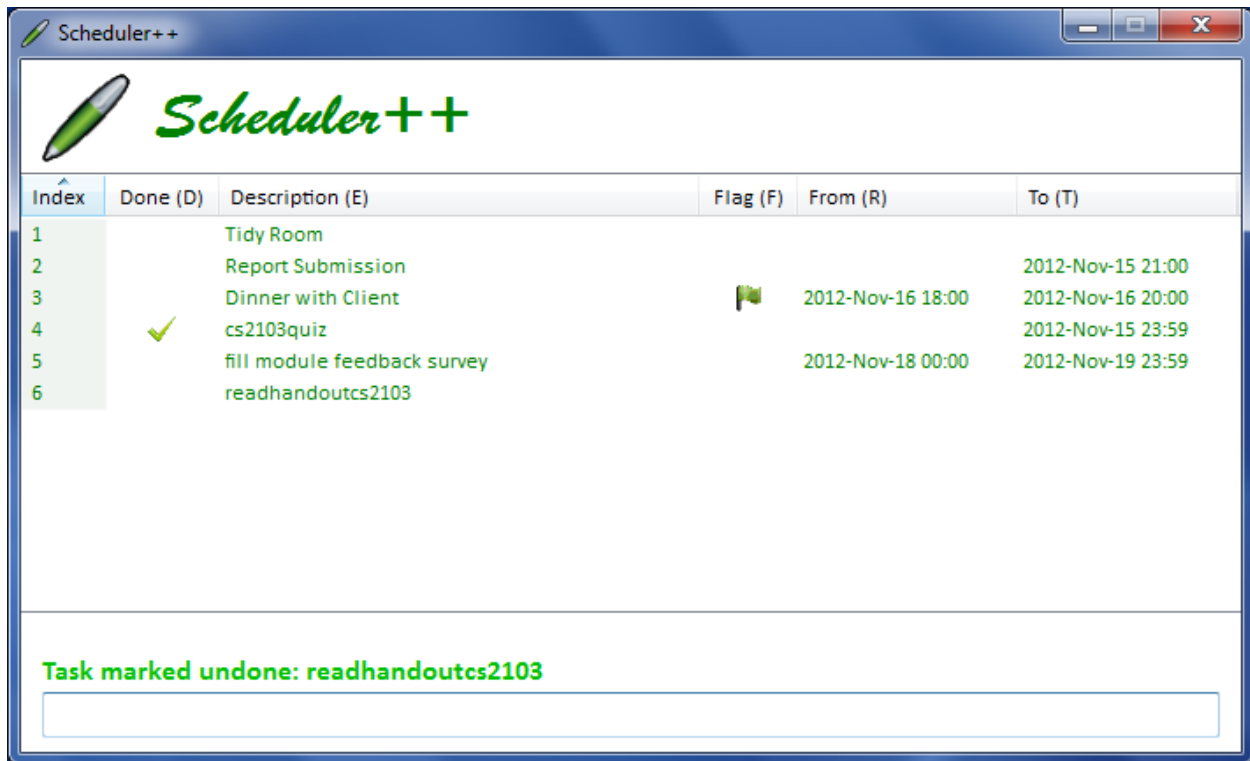 Scheduler++
Scheduler++
Index Done (D) Description (E) Flag (F) From (R) To (T)
1 Tidy Room
2 Report Submission 2012-Nov-15 21:00
3 Dinner with Client 2012-Nov-16 18:00 2012-Nov-16 20:00
4 cs2103quiz 2012-Nov-15 23:59
5 fill module feedback survey 2012-Nov-18 00:00 2012-Nov-19 23:59
6 readhandoutcs2103
Task marked undone: readhandoutcs2103